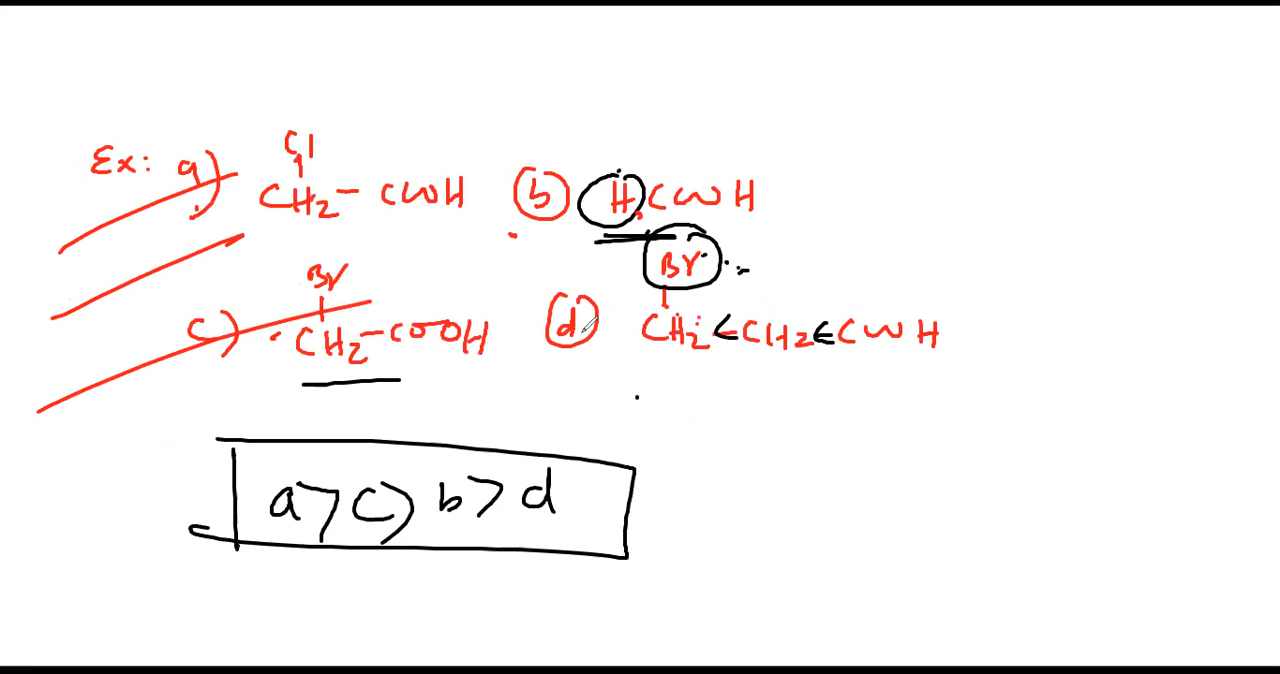 Cl
Ex: a) CH2- COOH (b) H, COOH
Br
Br
c) CH2-COOH (d) CH2<CH2<COOH
a>c>b>d